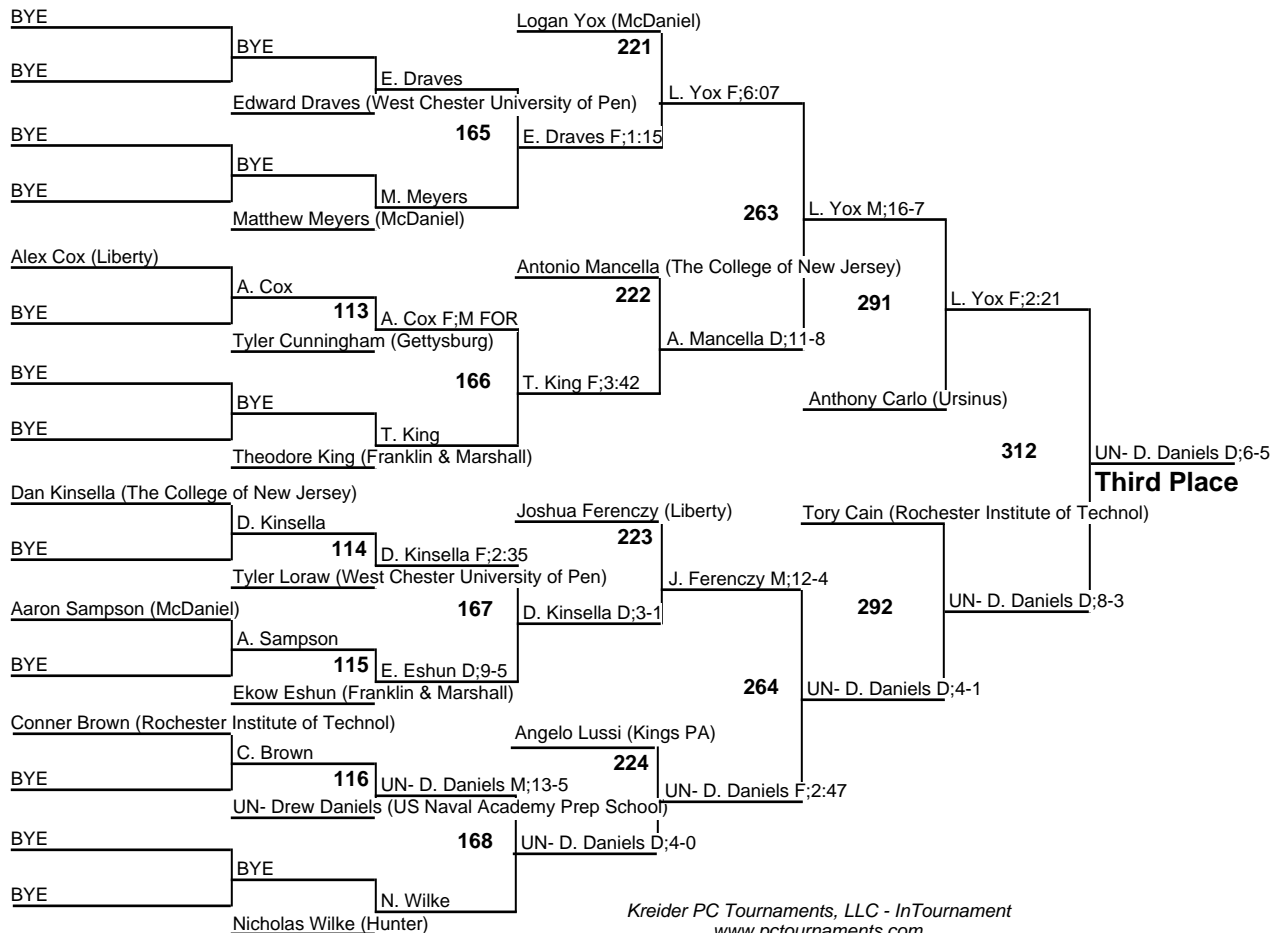 BYE
Logan Yox (McDaniel)
221
BYE
BYE
E. Draves
L. Yox F;6:07
Edward Draves (West Chester University of Pen)
165
BYE
E. Draves F;1:15
BYE
BYE
M. Meyers
263
L. Yox M;16-7
Matthew Meyers (McDaniel)
Alex Cox (Liberty)
Antonio Mancella (The College of New Jersey)
A. Cox
222
291
L. Yox F;2:21
BYE
113
A. Cox F;M FOR
Tyler Cunningham (Gettysburg)
A. Mancella D;11-8
BYE
166
T. King F;3:42
BYE
Anthony Carlo (Ursinus)
BYE
T. King
Theodore King (Franklin & Marshall)
312
UN- D. Daniels D;6-5
Third Place
Dan Kinsella (The College of New Jersey)
Joshua Ferenczy (Liberty)
Tory Cain (Rochester Institute of Technol)
D. Kinsella
223
BYE
114
D. Kinsella F;2:35
Tyler Loraw (West Chester University of Pen)
J. Ferenczy M;12-4
Aaron Sampson (McDaniel)
167
D. Kinsella D;3-1
292
UN- D. Daniels D;8-3
A. Sampson
BYE
115
E. Eshun D;9-5
Ekow Eshun (Franklin & Marshall)
264
UN- D. Daniels D;4-1
Conner Brown (Rochester Institute of Technol)
Angelo Lussi (Kings PA)
C. Brown
224
BYE
116
UN- D. Daniels M;13-5
UN- D. Daniels F;2:47
UN- Drew Daniels (US Naval Academy Prep School)
BYE
168
UN- D. Daniels D;4-0
BYE
BYE
N. Wilke
Nicholas Wilke (Hunter)
Kreider PC Tournaments, LLC - InTournament
www.pctournaments.com